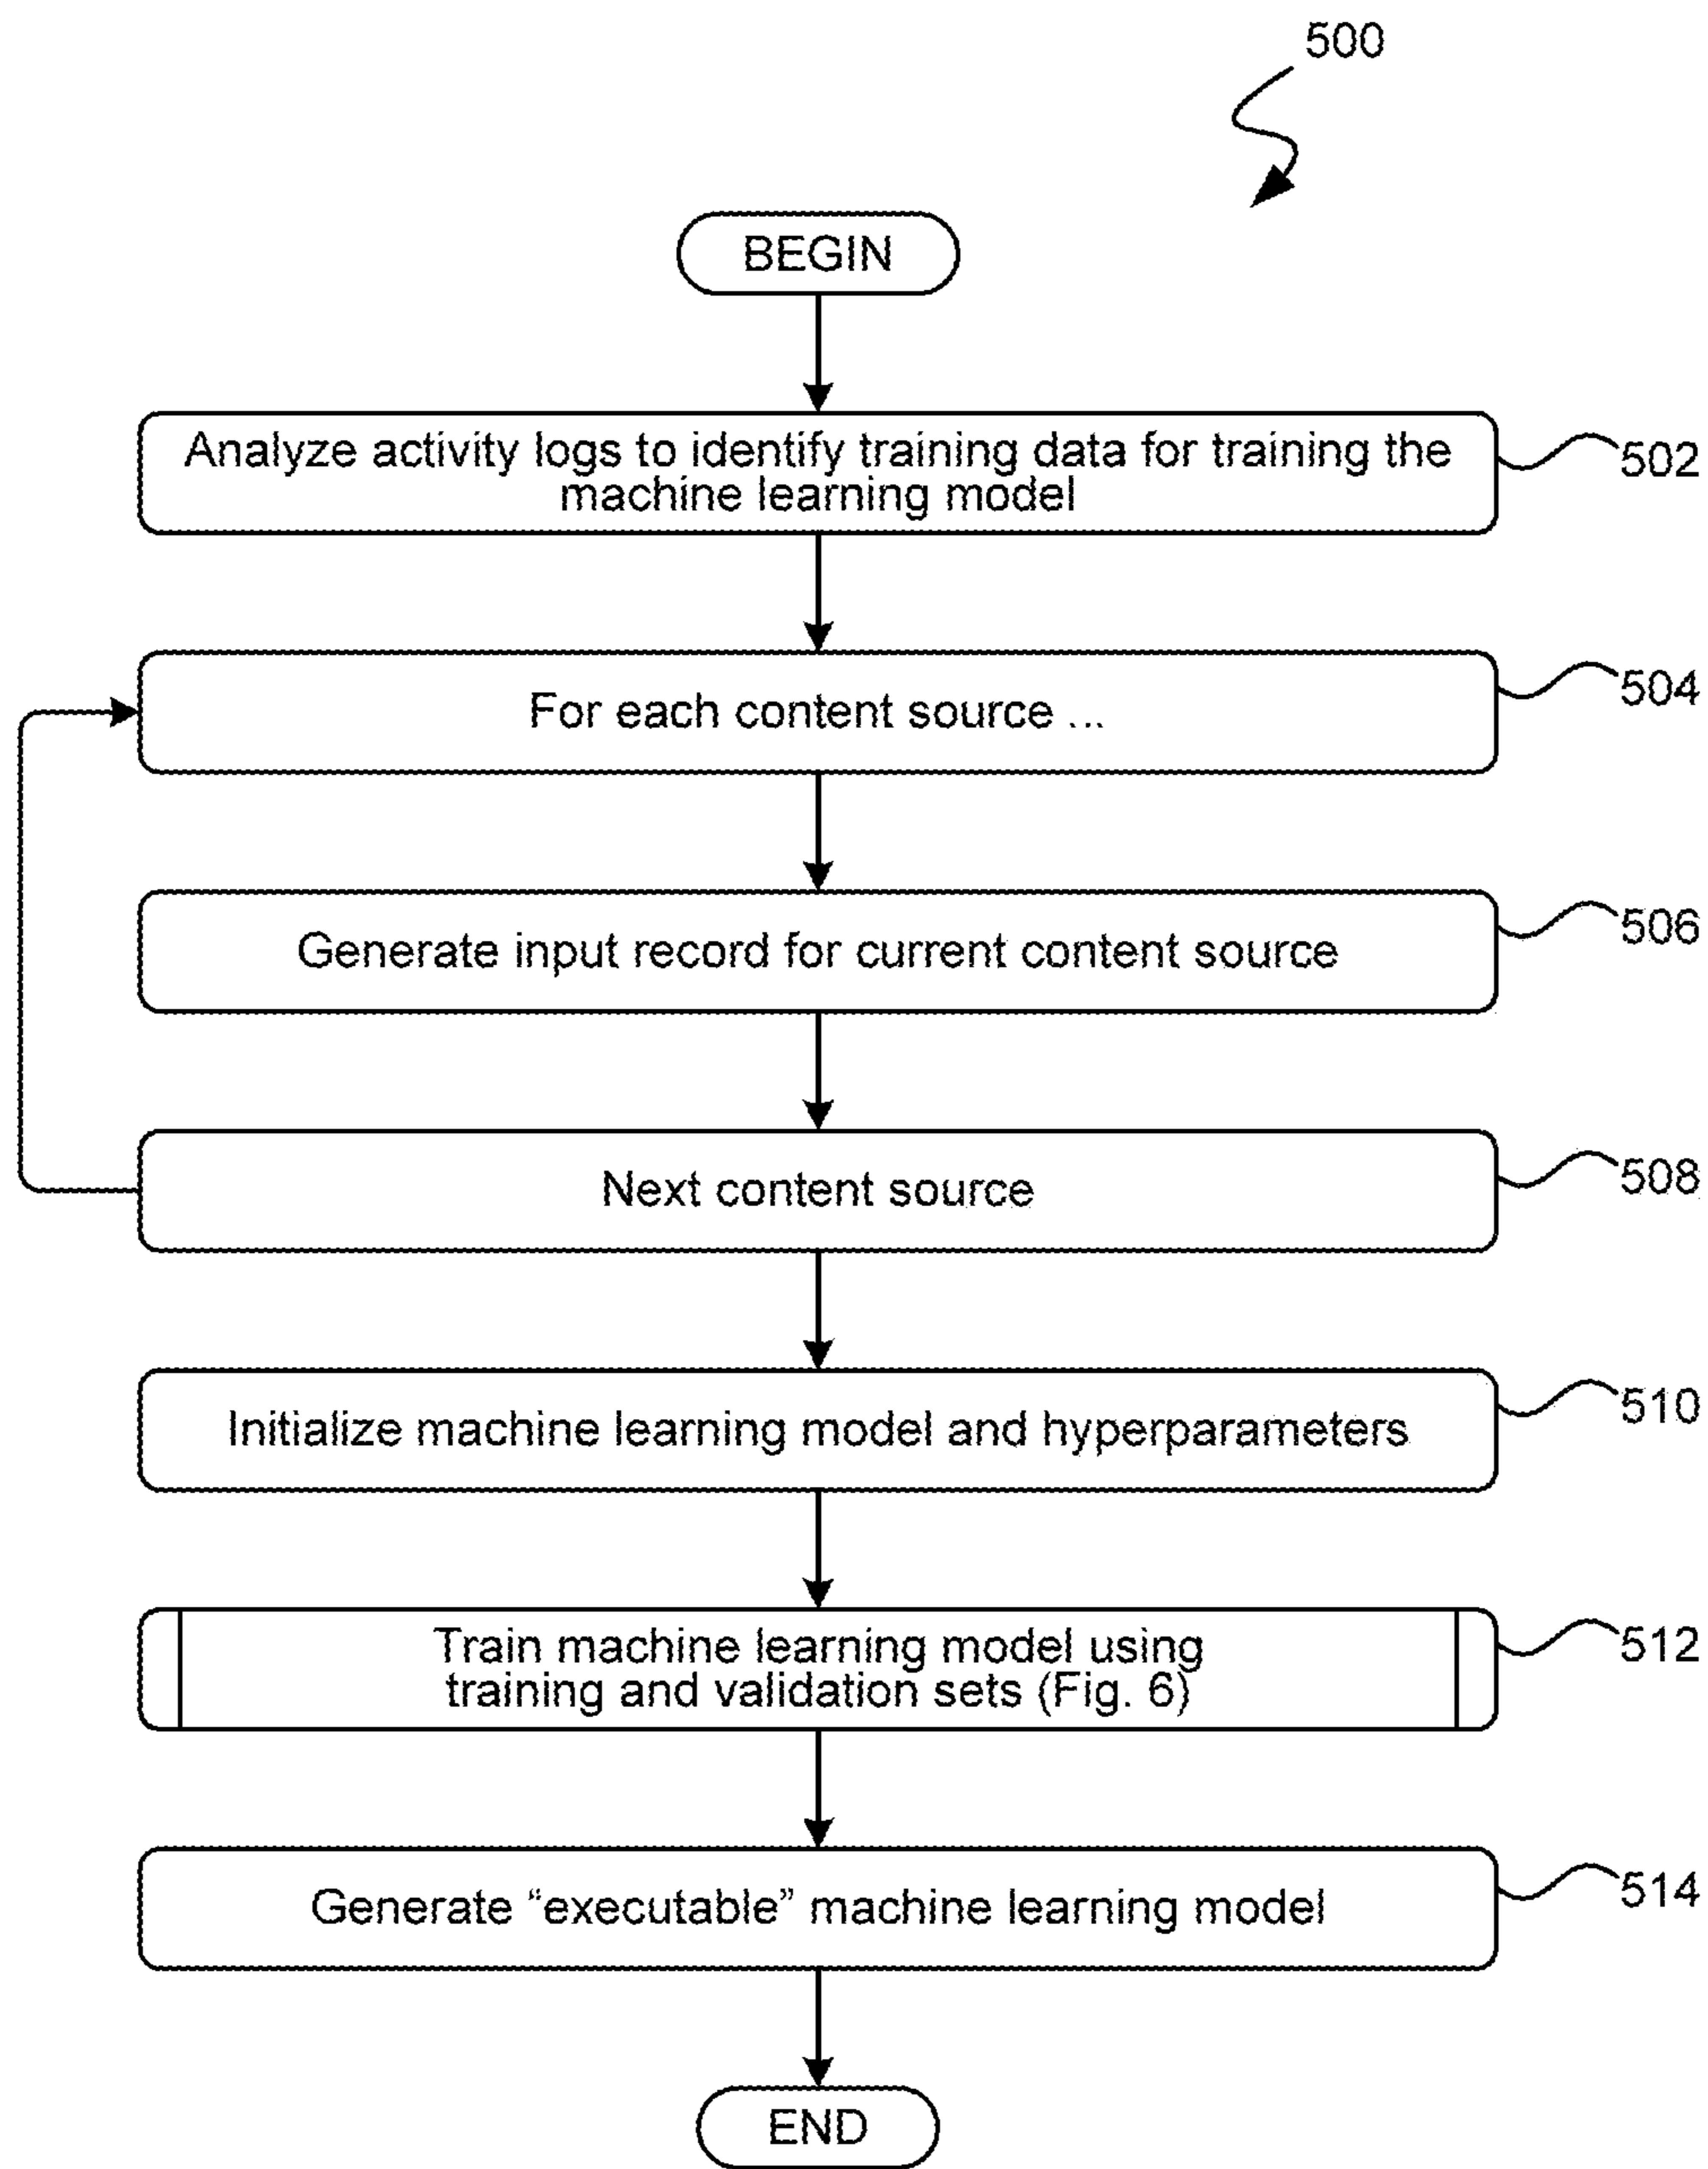 500
BEGIN
Analyze activity logs to identify training data for training the
machine learning model
502
For each content source ...
504
Generate input record for current content source
506
Next content source
508
Initialize machine learning model and hyperparameters
510
Train machine learning model using
training and validation sets (Fig. 6)
512
Generate “executable” machine learning model
514
END